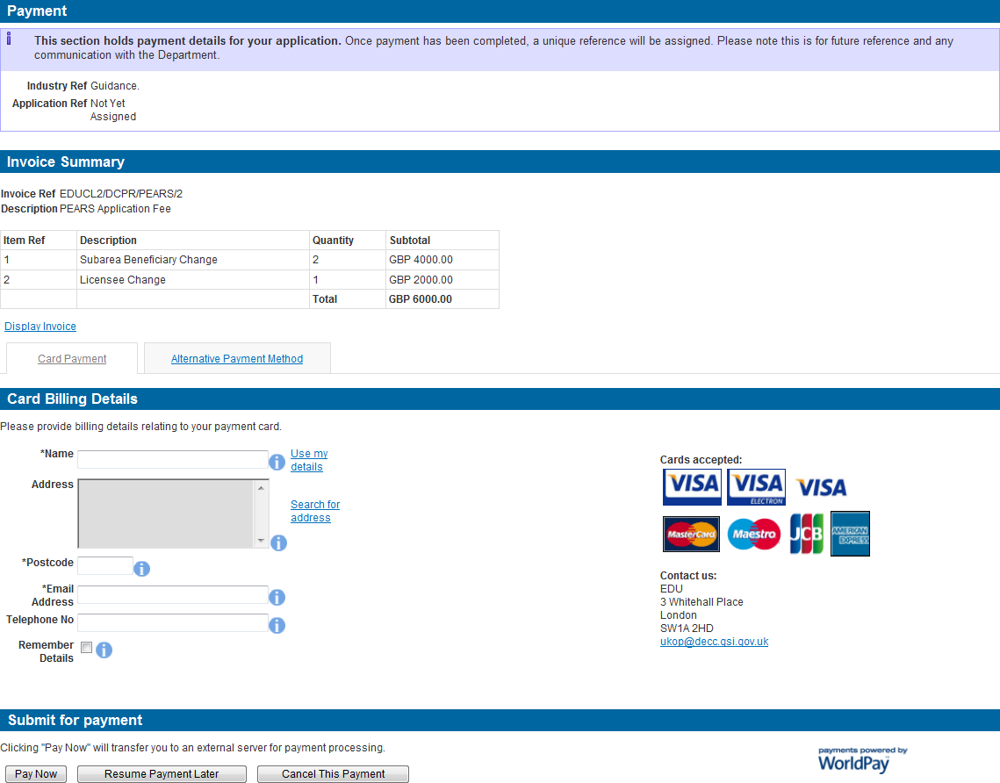 Payment
This section holds payment details for your application. Once payment has been completed, a unique reference will be assigned. Please note this is for future reference and any
communication with the Department.
Industry Ref Guidance.
Application Ref Not Yet
Assigned
Invoice Summary
Invoice Ref EDUCL2/DCPR/PEARS/2
Description PEARS Application Fee
Item Ref Description Quantity Subtotal
1 Subarea Beneficiary Change 2 GBP 4000.00
2 Licensee Change 1 GBP 2000.00
Total GBP 6000.00
Display Invoice
Card Payment Alternative Payment Method
Card Billing Details
Please provide billing details relating to your payment card.
*Name
Use my
details
Address
Search for
address
*Postcode
*Email
Address
Telephone No
Remember
Details
Cards accepted:
VISA VISA ELECTRON VISA
MasterCard Maestro JCB AMERICAN EXPRESS
Contact us:
EDU
3 Whitehall Place
London
SW1A 2HD
ukop@decc.gsi.gov.uk
Submit for payment
Clicking "Pay Now" will transfer you to an external server for payment processing.
Pay Now Resume Payment Later Cancel This Payment
payments powered by
WorldPay